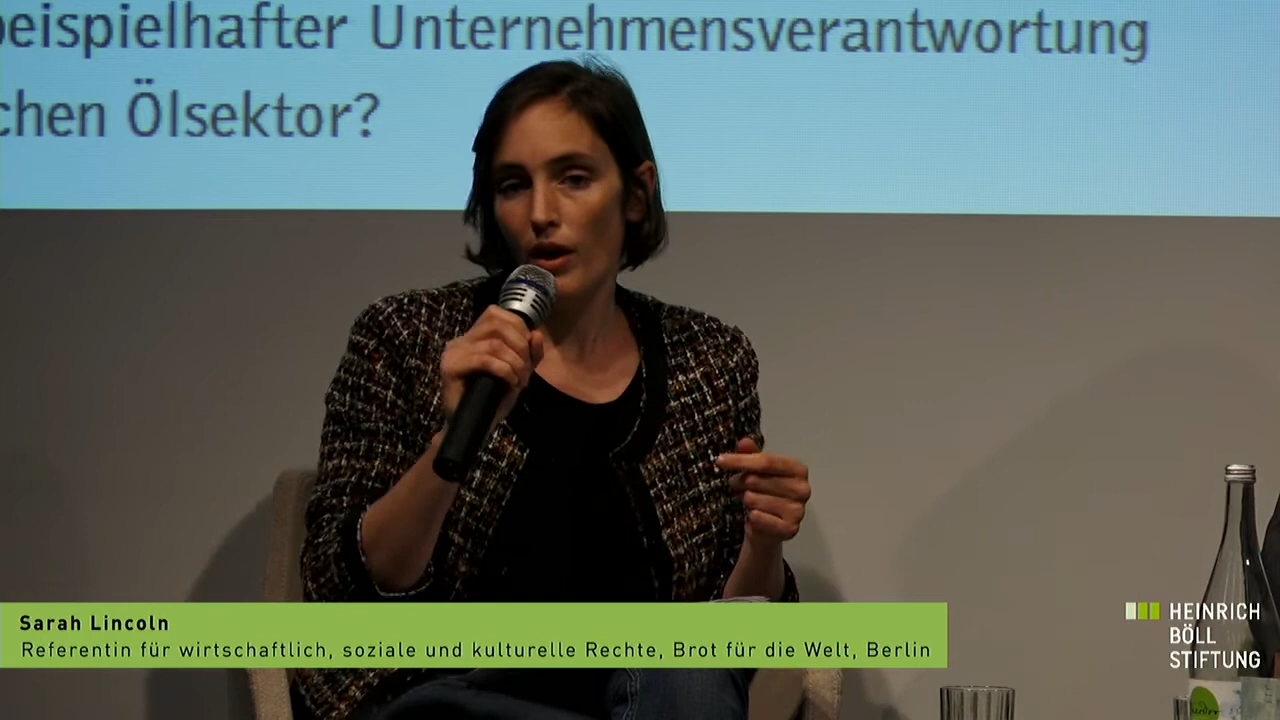 beispielhafter Unternehmensverantwortung
chen Ölsektor?
Sarah Lincoln
Referentin für wirtschaftlich, soziale und kulturelle Rechte, Brot für die Welt, Berlin
HEINRICH
BÖLL
STIFTUNG